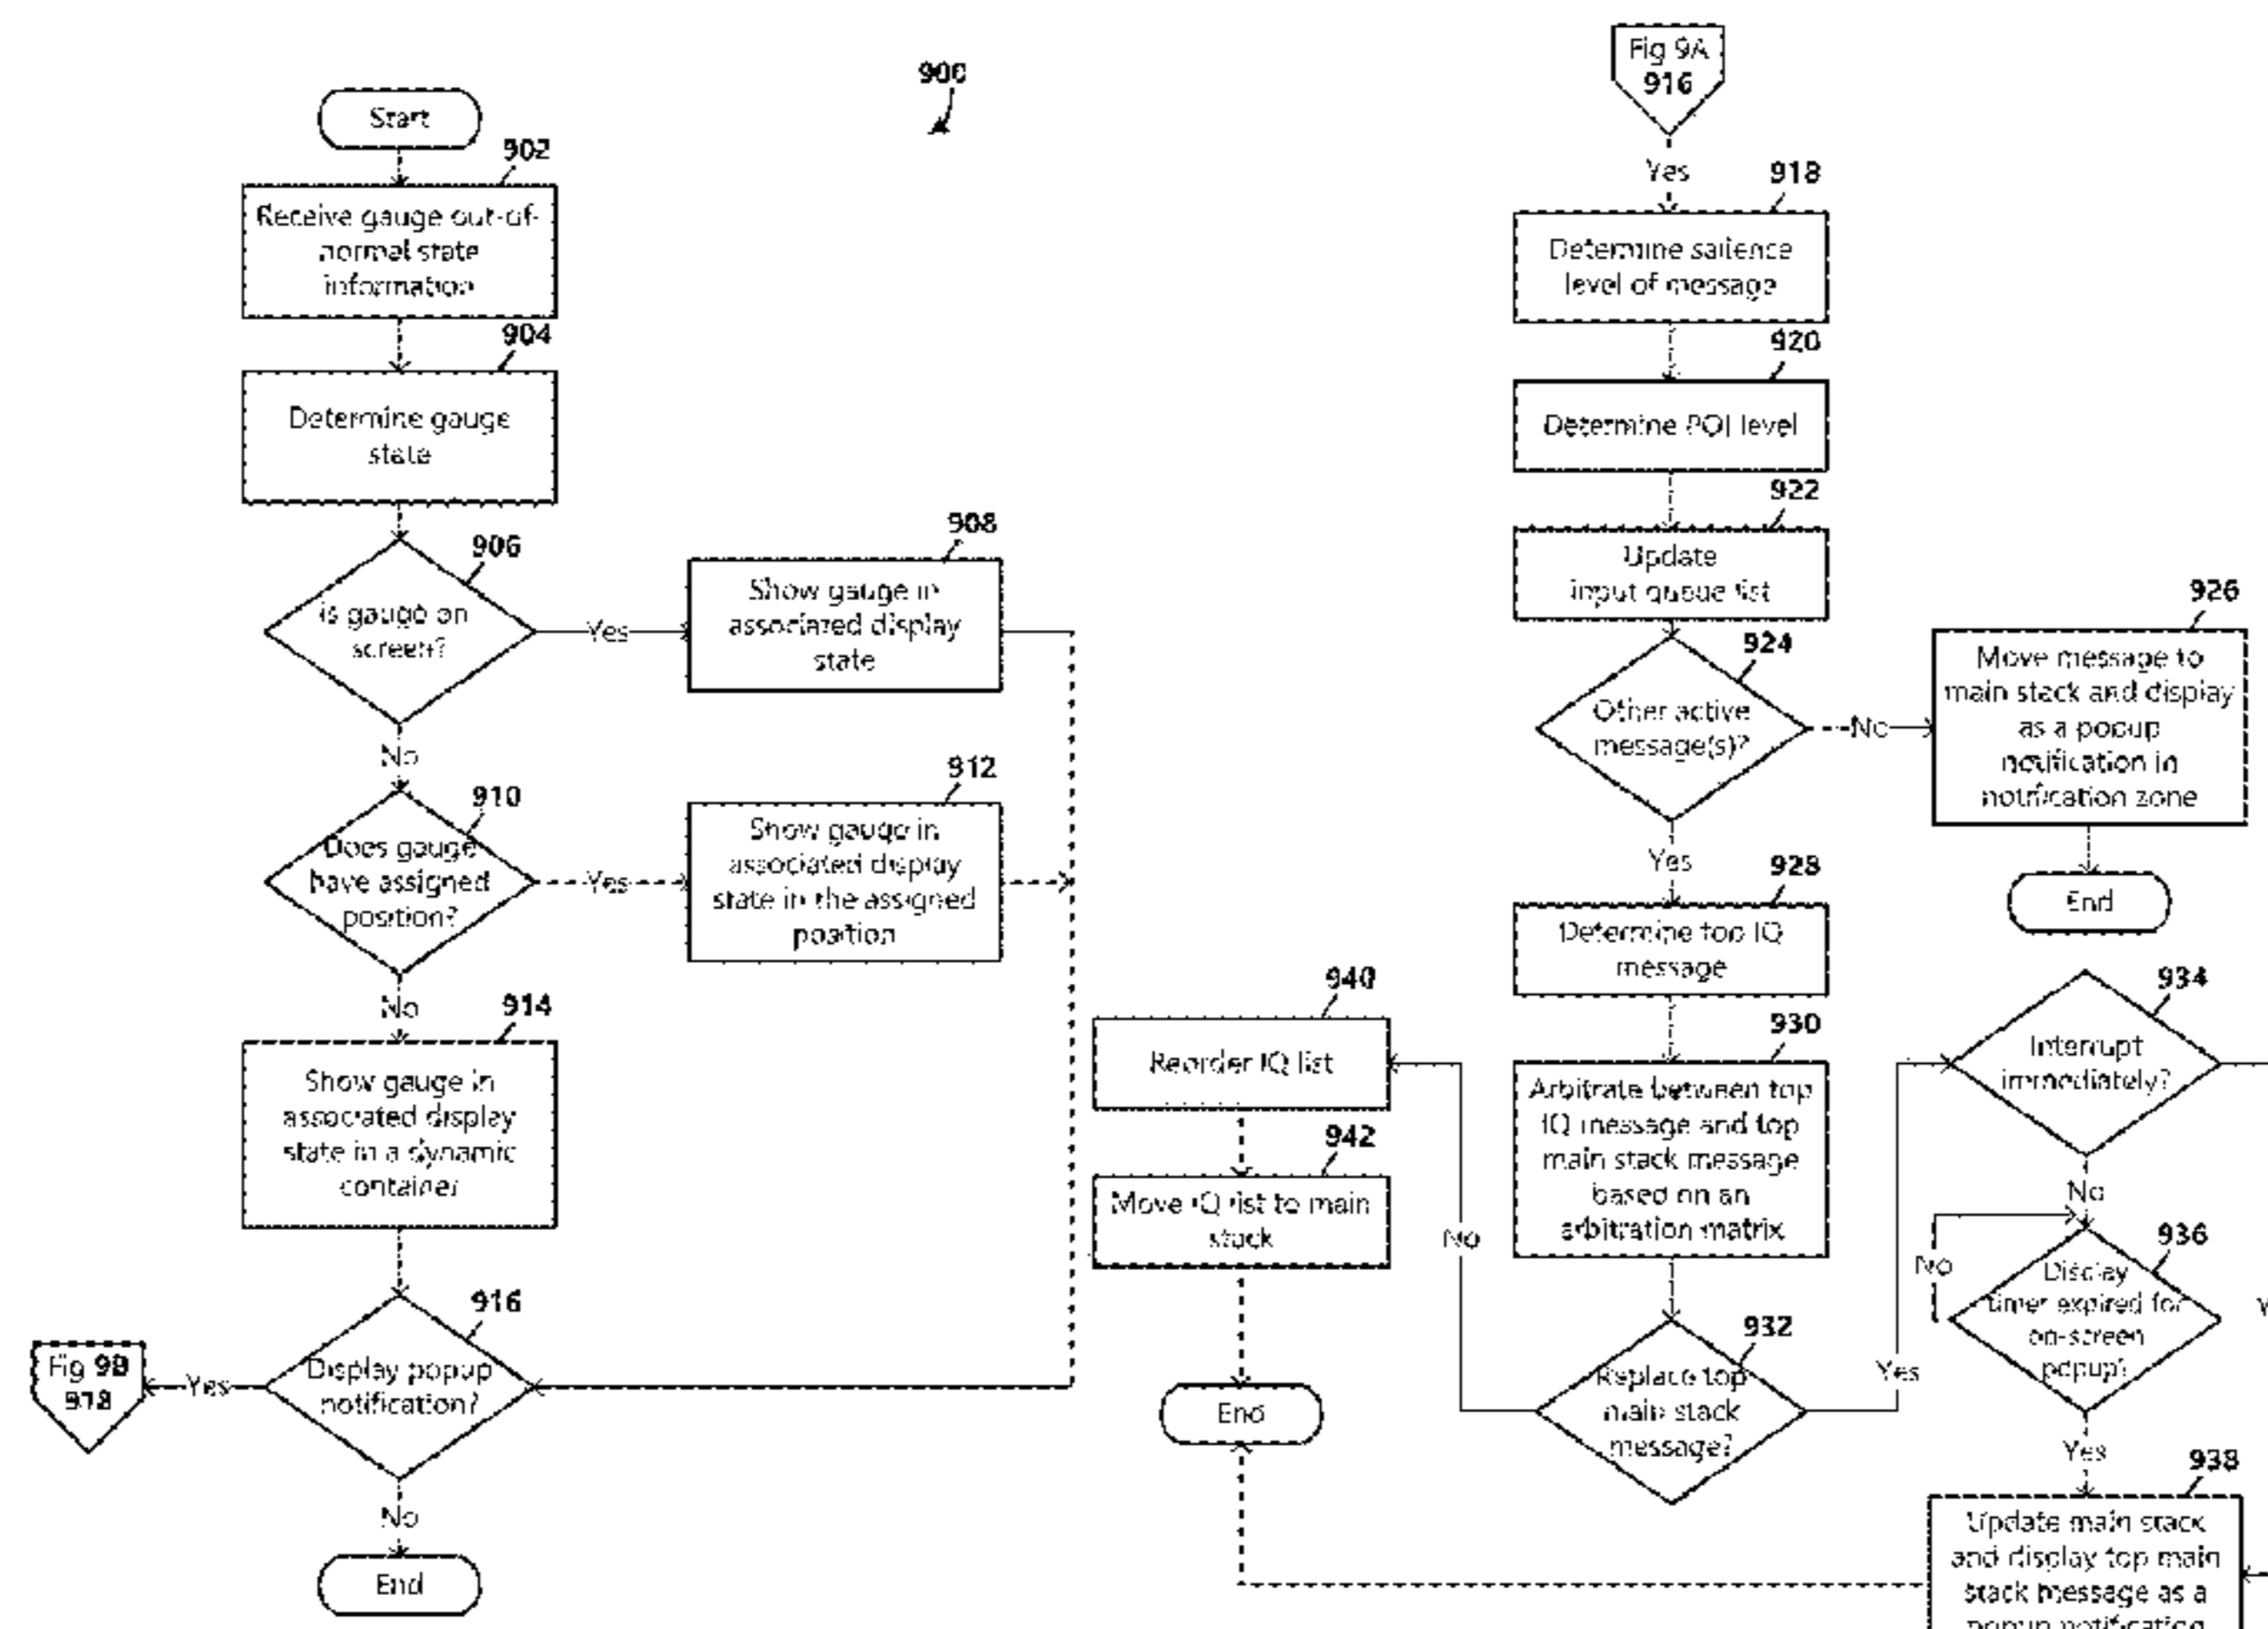 900
Start
902
Receive gauge out-of-
normal state
information
904
Determine gauge
state
906
Is gauge on
screen?
Yes
908
Show gauge in
associated display
state
No
910
Does gauge
have assigned
position?
Yes
912
Show gauge in
associated display
state in the assigned
position
No
914
Show gauge in
associated display
state in a dynamic
container
916
Display popup
notification?
Yes
Fig 9B
918
No
End
Fig 9A
916
Yes
918
Determine salience
level of message
920
Determine POI level
922
Update
input queue list
924
Other active
message(s)?
No
926
Move message to
main stack and display
as a popup
notification in
notification zone
End
Yes
928
Determine top IQ
message
930
Arbitrate between top
IQ message and top
main stack message
based on an
arbitration matrix
932
Replace top
main stack
message?
No
940
Reorder IQ list
942
Move IQ list to main
stack
End
Yes
934
Interrupt
immediately?
No
936
Display
timer expired for
on-screen
popup?
No
Yes
938
Update main stack
and display top main
stack message as a
popup notification